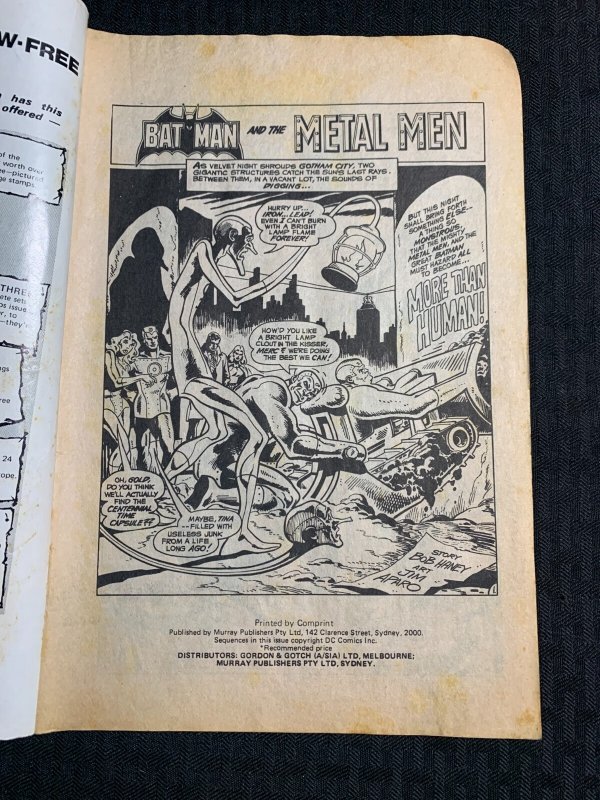 W-FREE
has this
offered —
of the
worth over
e—pictured
ge stamps.
THREE
ete sets
issue
r, to
—they're
ngs
ree
24
ope.
BATMAN AND THE METAL MEN
AS VELVET NIGHT SHROUDS GOTHAM CITY, TWO
GIGANTIC STRUCTURES CATCH THE SUN'S LAST RAYS.
BETWEEN THEM, IN A VACANT LOT, THE SOUNDS OF
DIGGING...
HURRY UP...
IRON...LEAD!
EVEN I CAN'T BURN
WITH A BRIGHT
LAMP FLAME
FOREVER!
BUT THIS NIGHT
SHALL BRING FORTH
SOMETHING ELSE--
A THING SO
MONSTROUS,
THAT THE MIGHTY
METAL MEN, AND THE
GREAT BATMAN
MUST HAZARD ALL
TO BECOME...
MORE THAN
HUMAN!
HOW'D YOU LIKE
A BRIGHT LAMP
CLOUT IN THE KISSER,
MERC? WE'RE DOING
THE BEST WE CAN!
OH, GOLD,
DO YOU THINK
WE'LL ACTUALLY
FIND THE
CENTENNIAL
TIME
CAPSULE??
MAYBE, TINA
--FILLED WITH
USELESS JUNK
FROM A LIFE
LONG AGO!
STORY
BOB HANEY
ART
JIM
APARO
1
Printed by Comprint
Published by Murray Publishers Pty Ltd, 142 Clarence Street, Sydney, 2000.
Sequences in this issue copyright DC Comics Inc.
*Recommended price
DISTRIBUTORS: GORDON & GOTCH (A/SIA) LTD, MELBOURNE;
MURRAY PUBLISHERS PTY LTD, SYDNEY.